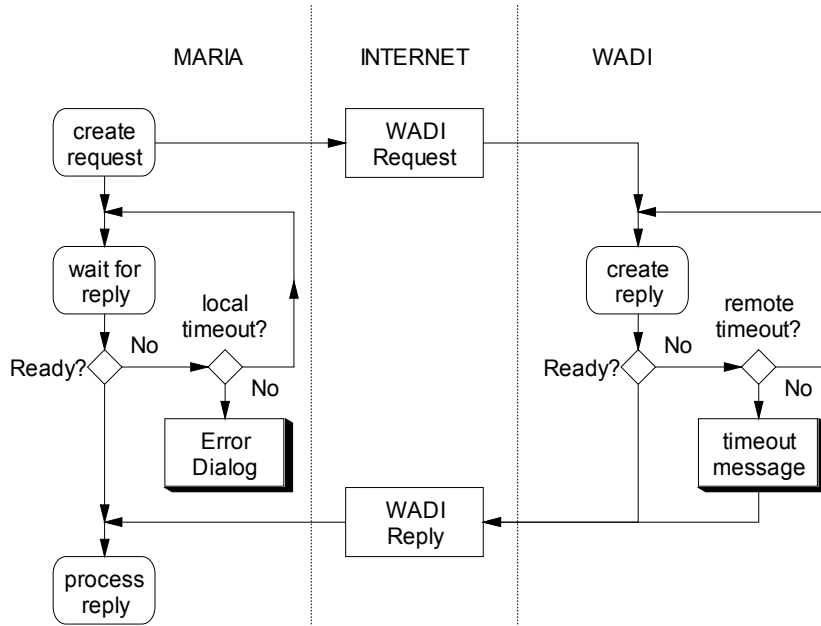 MARIA
INTERNET
WADI
create
request
WADI
Request
wait for
reply
local
timeout?
create
reply
remote
timeout?
Ready?
No
No
Ready?
No
No
Error
Dialog
timeout
message
WADI
Reply
process
reply